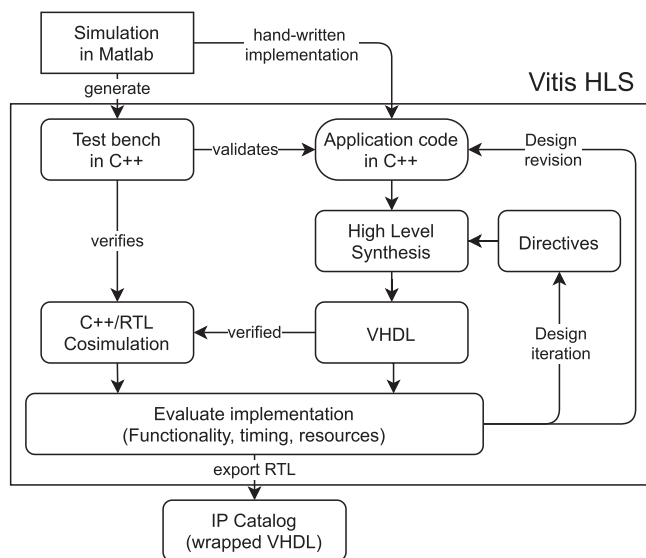 Simulation
in Matlab
hand-written
implementation
generate
Vitis HLS
Test bench
in C++
validates
Application code
in C++
Design
revision
verifies
High Level
Synthesis
Directives
C++/RTL
Cosimulation
verified
VHDL
Design
iteration
Evaluate implementation
(Functionality, timing, resources)
export RTL
IP Catalog
(wrapped VHDL)